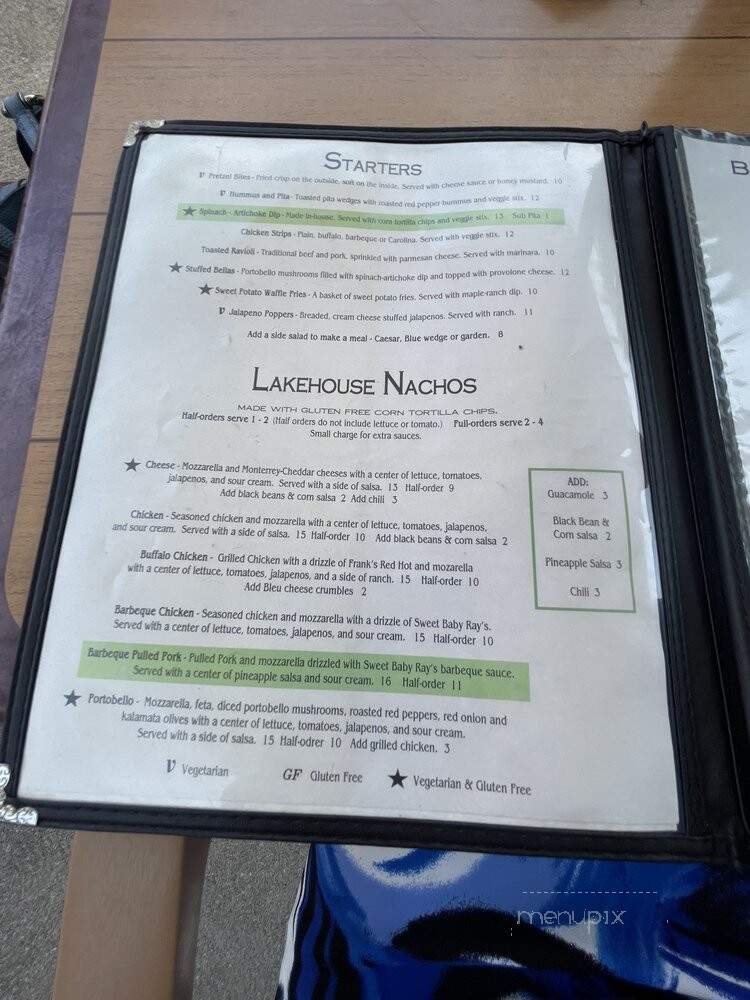 STARTERS
V Pretzel Bites - Fried crisp on the outside, soft on the inside. Served with cheese sauce or honey mustard. 10
V Hummus and Pita - Toasted pita wedges with roasted red pepper hummus and veggie stix. 12
★ Spinach - Artichoke Dip - Made in-house. Served with corn tortilla chips and veggie stix. 13 Sub Pita 1
Chicken Strips - Plain, buffalo, barbeque or Carolina. Served with veggie stix. 12
Toasted Ravioli - Traditional beef and pork, sprinkled with parmesan cheese. Served with marinara. 10
★ Stuffed Bellas - Portobello mushrooms filled with spinach-artichoke dip and topped with provolone cheese. 12
★ Sweet Potato Waffle Fries - A basket of sweet potato fries. Served with maple-ranch dip. 10
V Jalapeno Poppers - Breaded, cream cheese stuffed jalapenos. Served with ranch. 11
Add a side salad to make a meal - Caesar, Blue wedge or garden. 8
LAKEHOUSE NACHOS
MADE WITH GLUTEN FREE CORN TORTILLA CHIPS.
Half-orders serve 1 - 2 (Half orders do not include lettuce or tomato.) Full-orders serve 2 - 4
Small charge for extra sauces.
★ Cheese - Mozzarella and Monterrey-Cheddar cheeses with a center of lettuce, tomatoes,
jalapenos, and sour cream. Served with a side of salsa. 13 Half-order 9
Add black beans & corn salsa 2 Add chili 3
Chicken - Seasoned chicken and mozzarella with a center of lettuce, tomatoes, jalapenos,
and sour cream. Served with a side of salsa. 15 Half-order 10 Add black beans & corn salsa 2
Buffalo Chicken - Grilled Chicken with a drizzle of Frank's Red Hot and mozarella
with a center of lettuce, tomatoes, jalapenos, and a side of ranch. 15 Half-order 10
Add Bleu cheese crumbles 2
Barbeque Chicken - Seasoned chicken and mozzarella with a drizzle of Sweet Baby Ray's.
Served with a center of lettuce, tomatoes, jalapenos, and sour cream. 15 Half-order 10
Barbeque Pulled Pork - Pulled Pork and mozzarella drizzled with Sweet Baby Ray's barbeque sauce.
Served with a center of pineapple salsa and sour cream. 16 Half-order 11
★ Portobello - Mozzarella, feta, diced portobello mushrooms, roasted red peppers, red onion and
kalamata olives with a center of lettuce, tomatoes, jalapenos, and sour cream.
Served with a side of salsa. 15 Half-odrer 10 Add grilled chicken. 3
ADD:
Guacamole 3
Black Bean &
Corn salsa 2
Pineapple Salsa 3
Chili 3
V Vegetarian GF Gluten Free ★ Vegetarian & Gluten Free
B
menupix